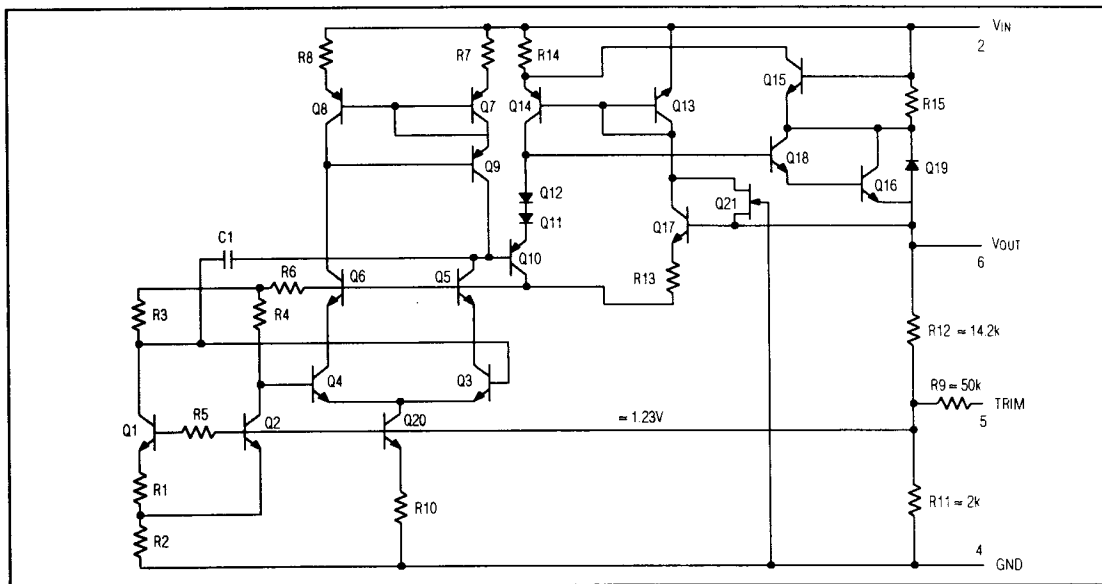 VIN
2
R8
R7
R14
Q15
R15
Q8
Q7
Q14
Q13
Q9
Q18
Q16
Q19
Q12
Q11
Q21
Q17
C1
Q10
VOUT
6
R6
Q6
Q5
R13
R3
R4
R12 ≈ 14.2k
Q4
Q3
R9 ≈ 50k
TRIM
5
R5
Q1
Q2
Q20
≈ 1.23V
R1
R10
R11 ≈ 2k
R2
4
GND